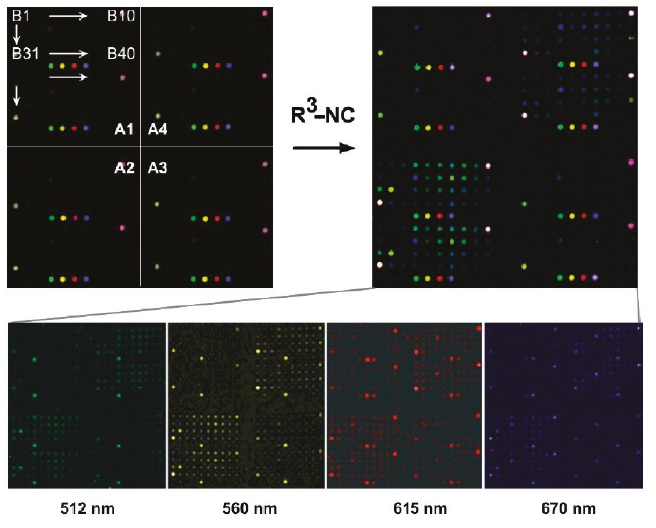 B1 B10
B31 B40
A1 A4
A2 A3
R³–NC
512 nm 560 nm 615 nm 670 nm